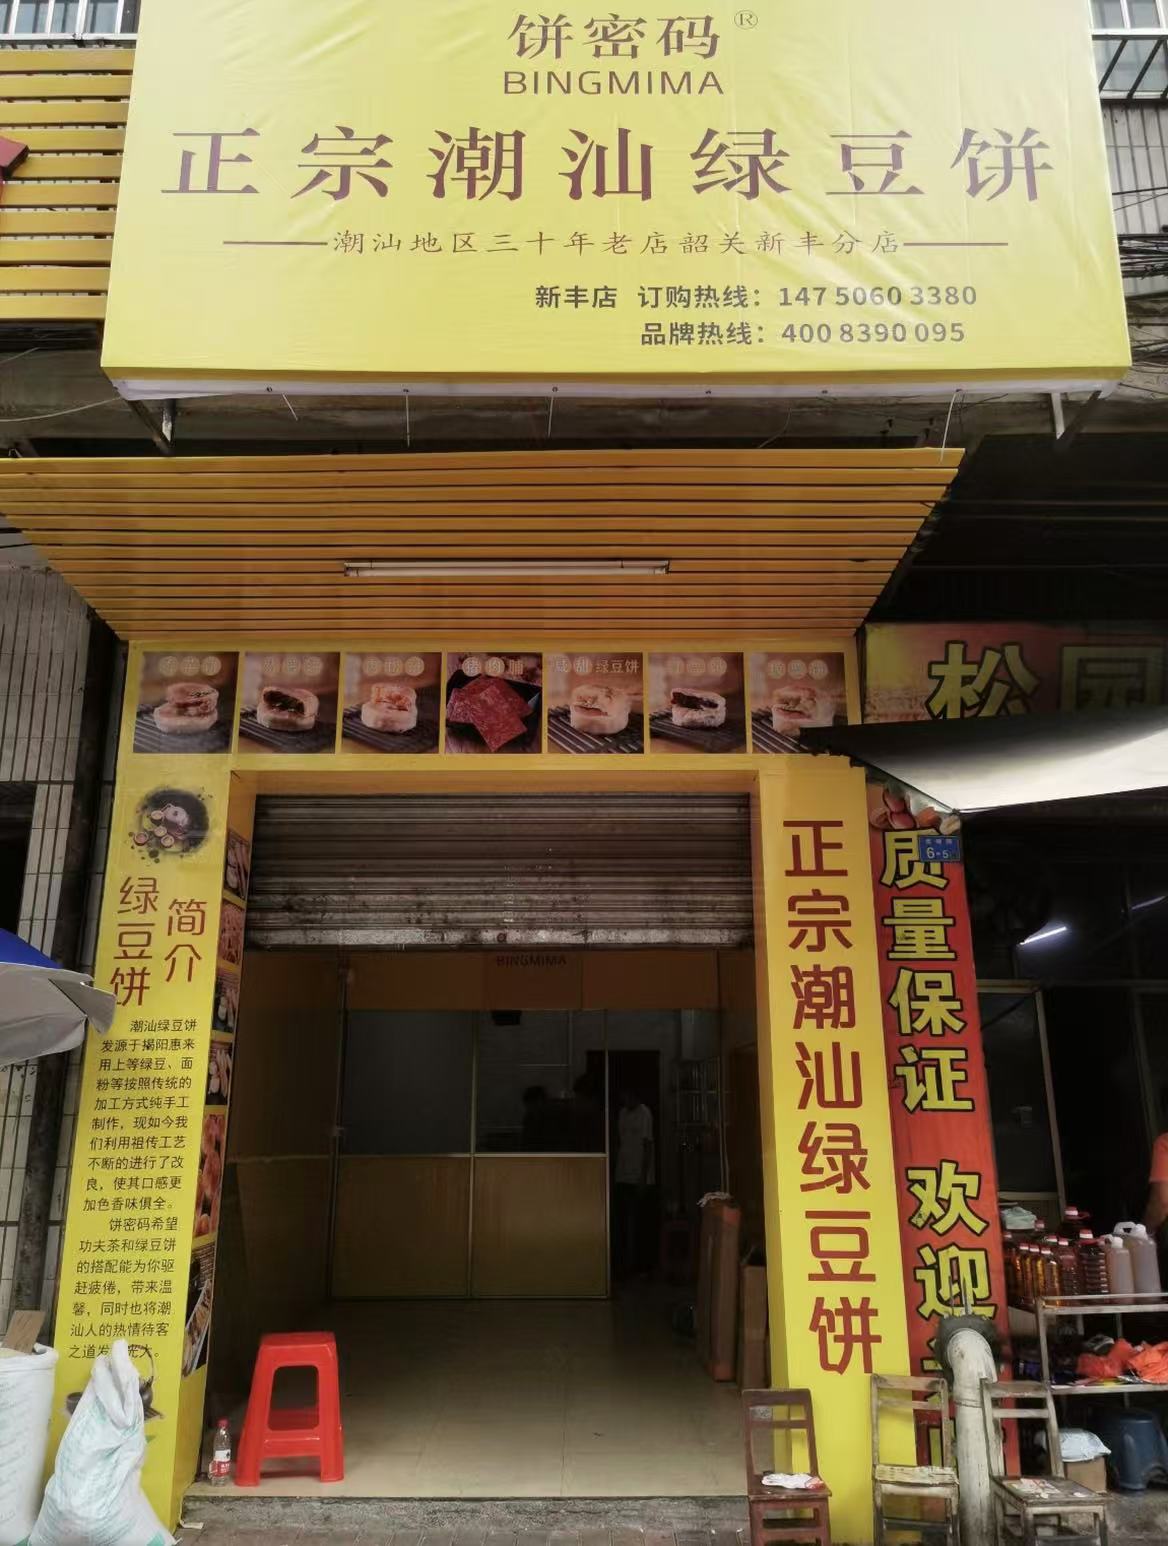 饼密码®
BINGMIMA
正宗潮汕绿豆饼
潮汕地区三十年老店韶关新丰分店
新丰店 订购热线：147 5060 3380
品牌热线：400 8390 095
猪肉脯
咸甜绿豆饼
松园
绿豆饼
简介
潮汕绿豆饼
发源于揭阳惠来
用上等绿豆、面
粉等按照传统的
加工方式纯手工
制作，现如今我
们利用祖传工艺
不断的进行了改
良，使其口感更
加色香味俱全。
饼密码希望
功夫茶和绿豆饼
的搭配能为你驱
赶疲倦，带来温
馨，同时也将潮
汕人的热情待客
之道发 光大。
BINGMIMA
正宗潮汕绿豆饼
6-5
质量保证 欢迎